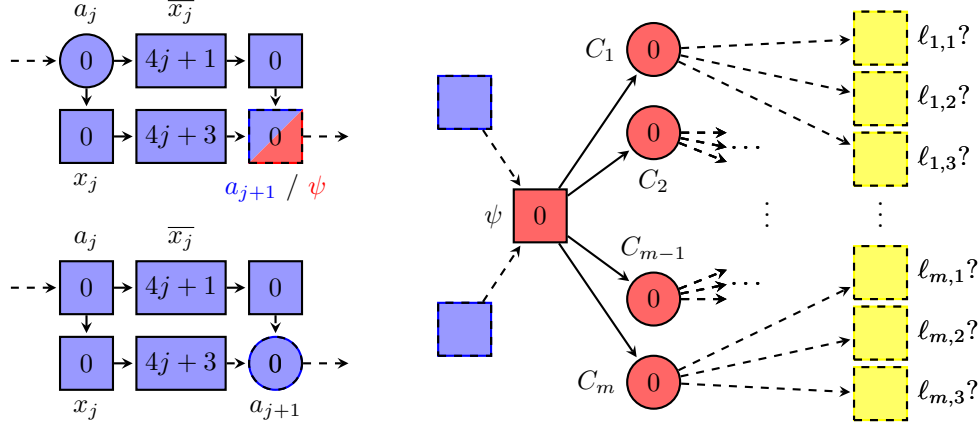 a_j $\overline{x_j}$
0 4j + 1 0
0 4j + 3 0
x_j a_{j+1} / ψ
a_j $\overline{x_j}$
0 4j + 1 0
0 4j + 3 0
x_j a_{j+1}
ψ 0
C_1 0
0
C_2
...
⋮
C_{m−1}
0
...
C_m 0
ℓ_{1,1}?
ℓ_{1,2}?
ℓ_{1,3}?
⋮
ℓ_{m,1}?
ℓ_{m,2}?
ℓ_{m,3}?